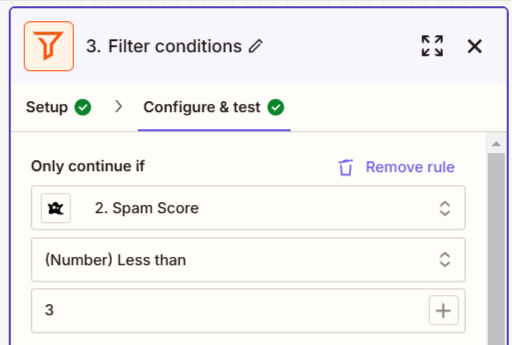 3. Filter conditions
Setup Configure & test
Only continue if Remove rule
2. Spam Score
(Number) Less than
3